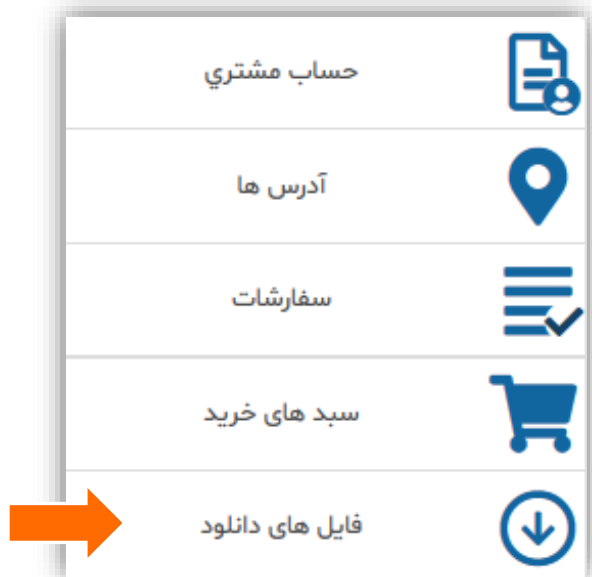 حساب مشتري
آدرس ها
سفارشات
سبد های خرید
فایل های دانلود